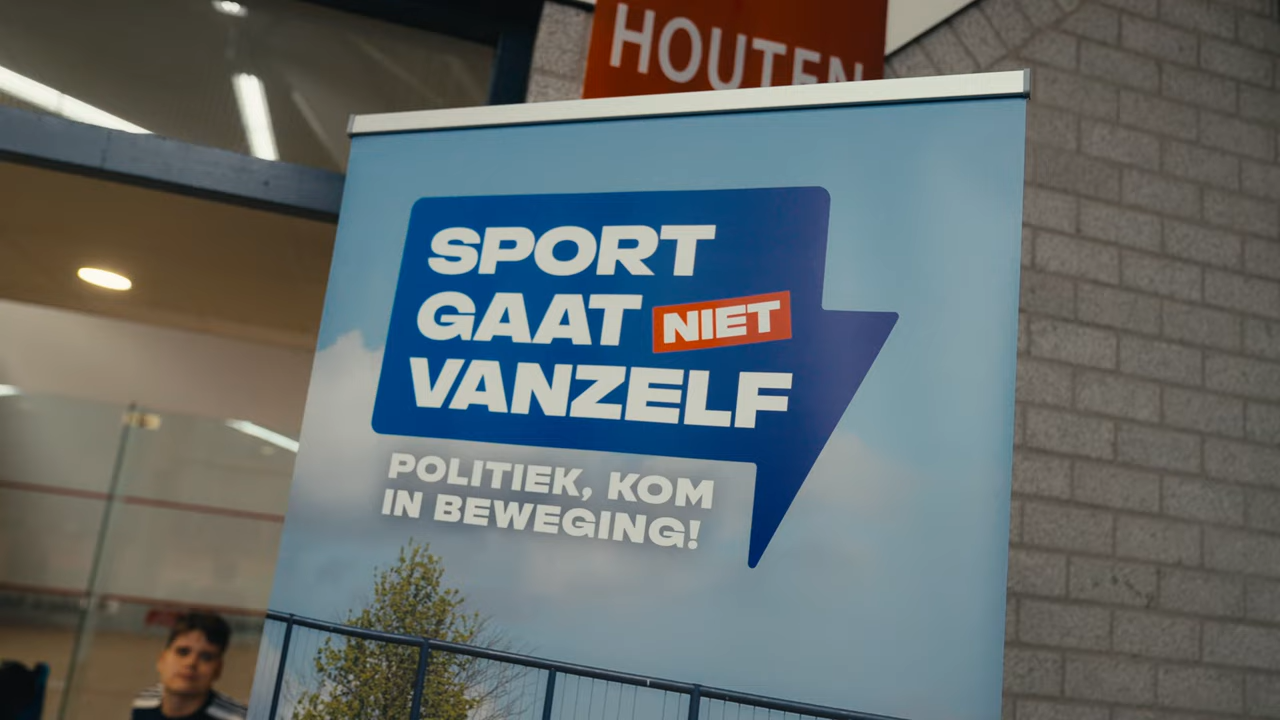 HOUTEN
SPORT
GAAT NIET
VANZELF
POLITIEK, KOM
IN BEWEGING!